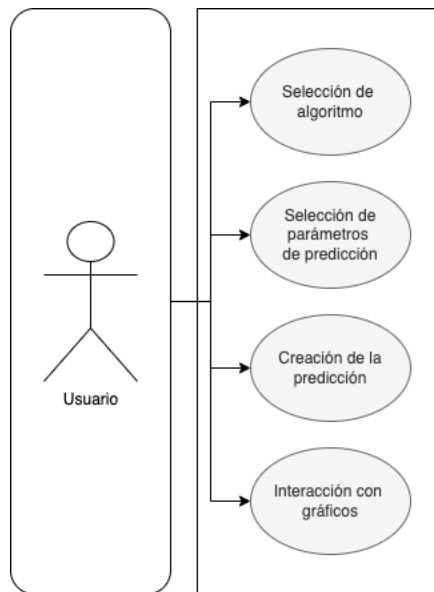 Selección de
algoritmo
Selección de
parámetros
de predicción
Usuario
Creación de la
predicción
Interacción con
gráficos